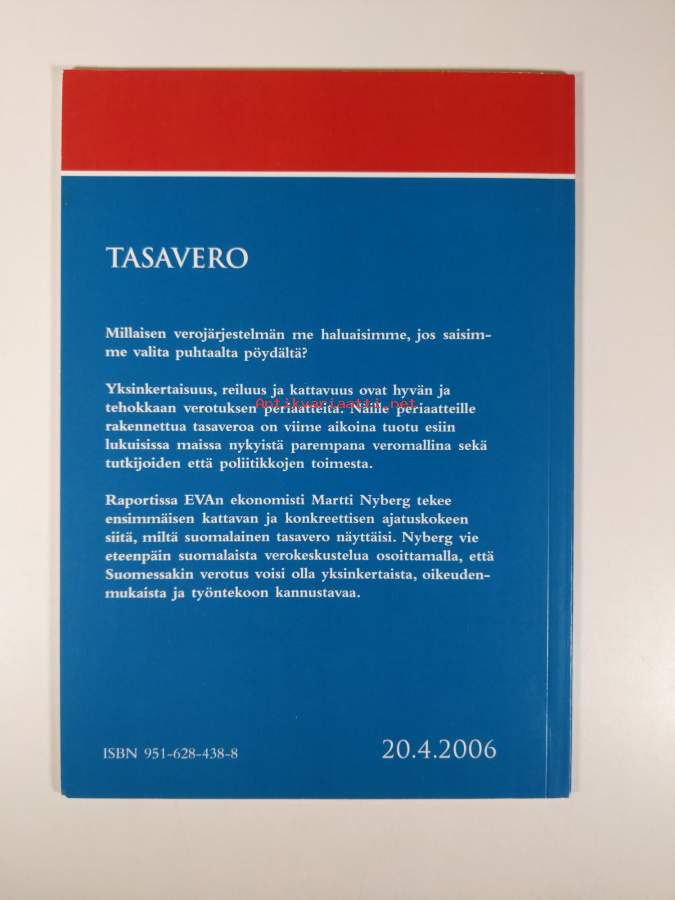 TASAVERO
Millaisen verojärjestelmän me haluaisimme, jos saisim-
me valita puhtaalta pöydältä?
Yksinkertaisuus, reiluus ja kattavuus ovat hyvän ja
tehokkaan verotuksen periaatteita. Näille periaatteille
Antikvariaatti.net
rakennettua tasaveroa on viime aikoina tuotu esiin
lukuisissa maissa nykyistä parempana veromallina sekä
tutkijoiden että poliitikkojen toimesta.
Raportissa EVAn ekonomisti Martti Nyberg tekee
ensimmäisen kattavan ja konkreettisen ajatuskokeen
siitä, miltä suomalainen tasavero näyttäisi. Nyberg vie
eteenpäin suomalaista verokeskustelua osoittamalla, että
Suomessakin verotus voisi olla yksinkertaista, oikeuden-
mukaista ja työntekoon kannustavaa.
ISBN 951-628-438-8
20.4.2006